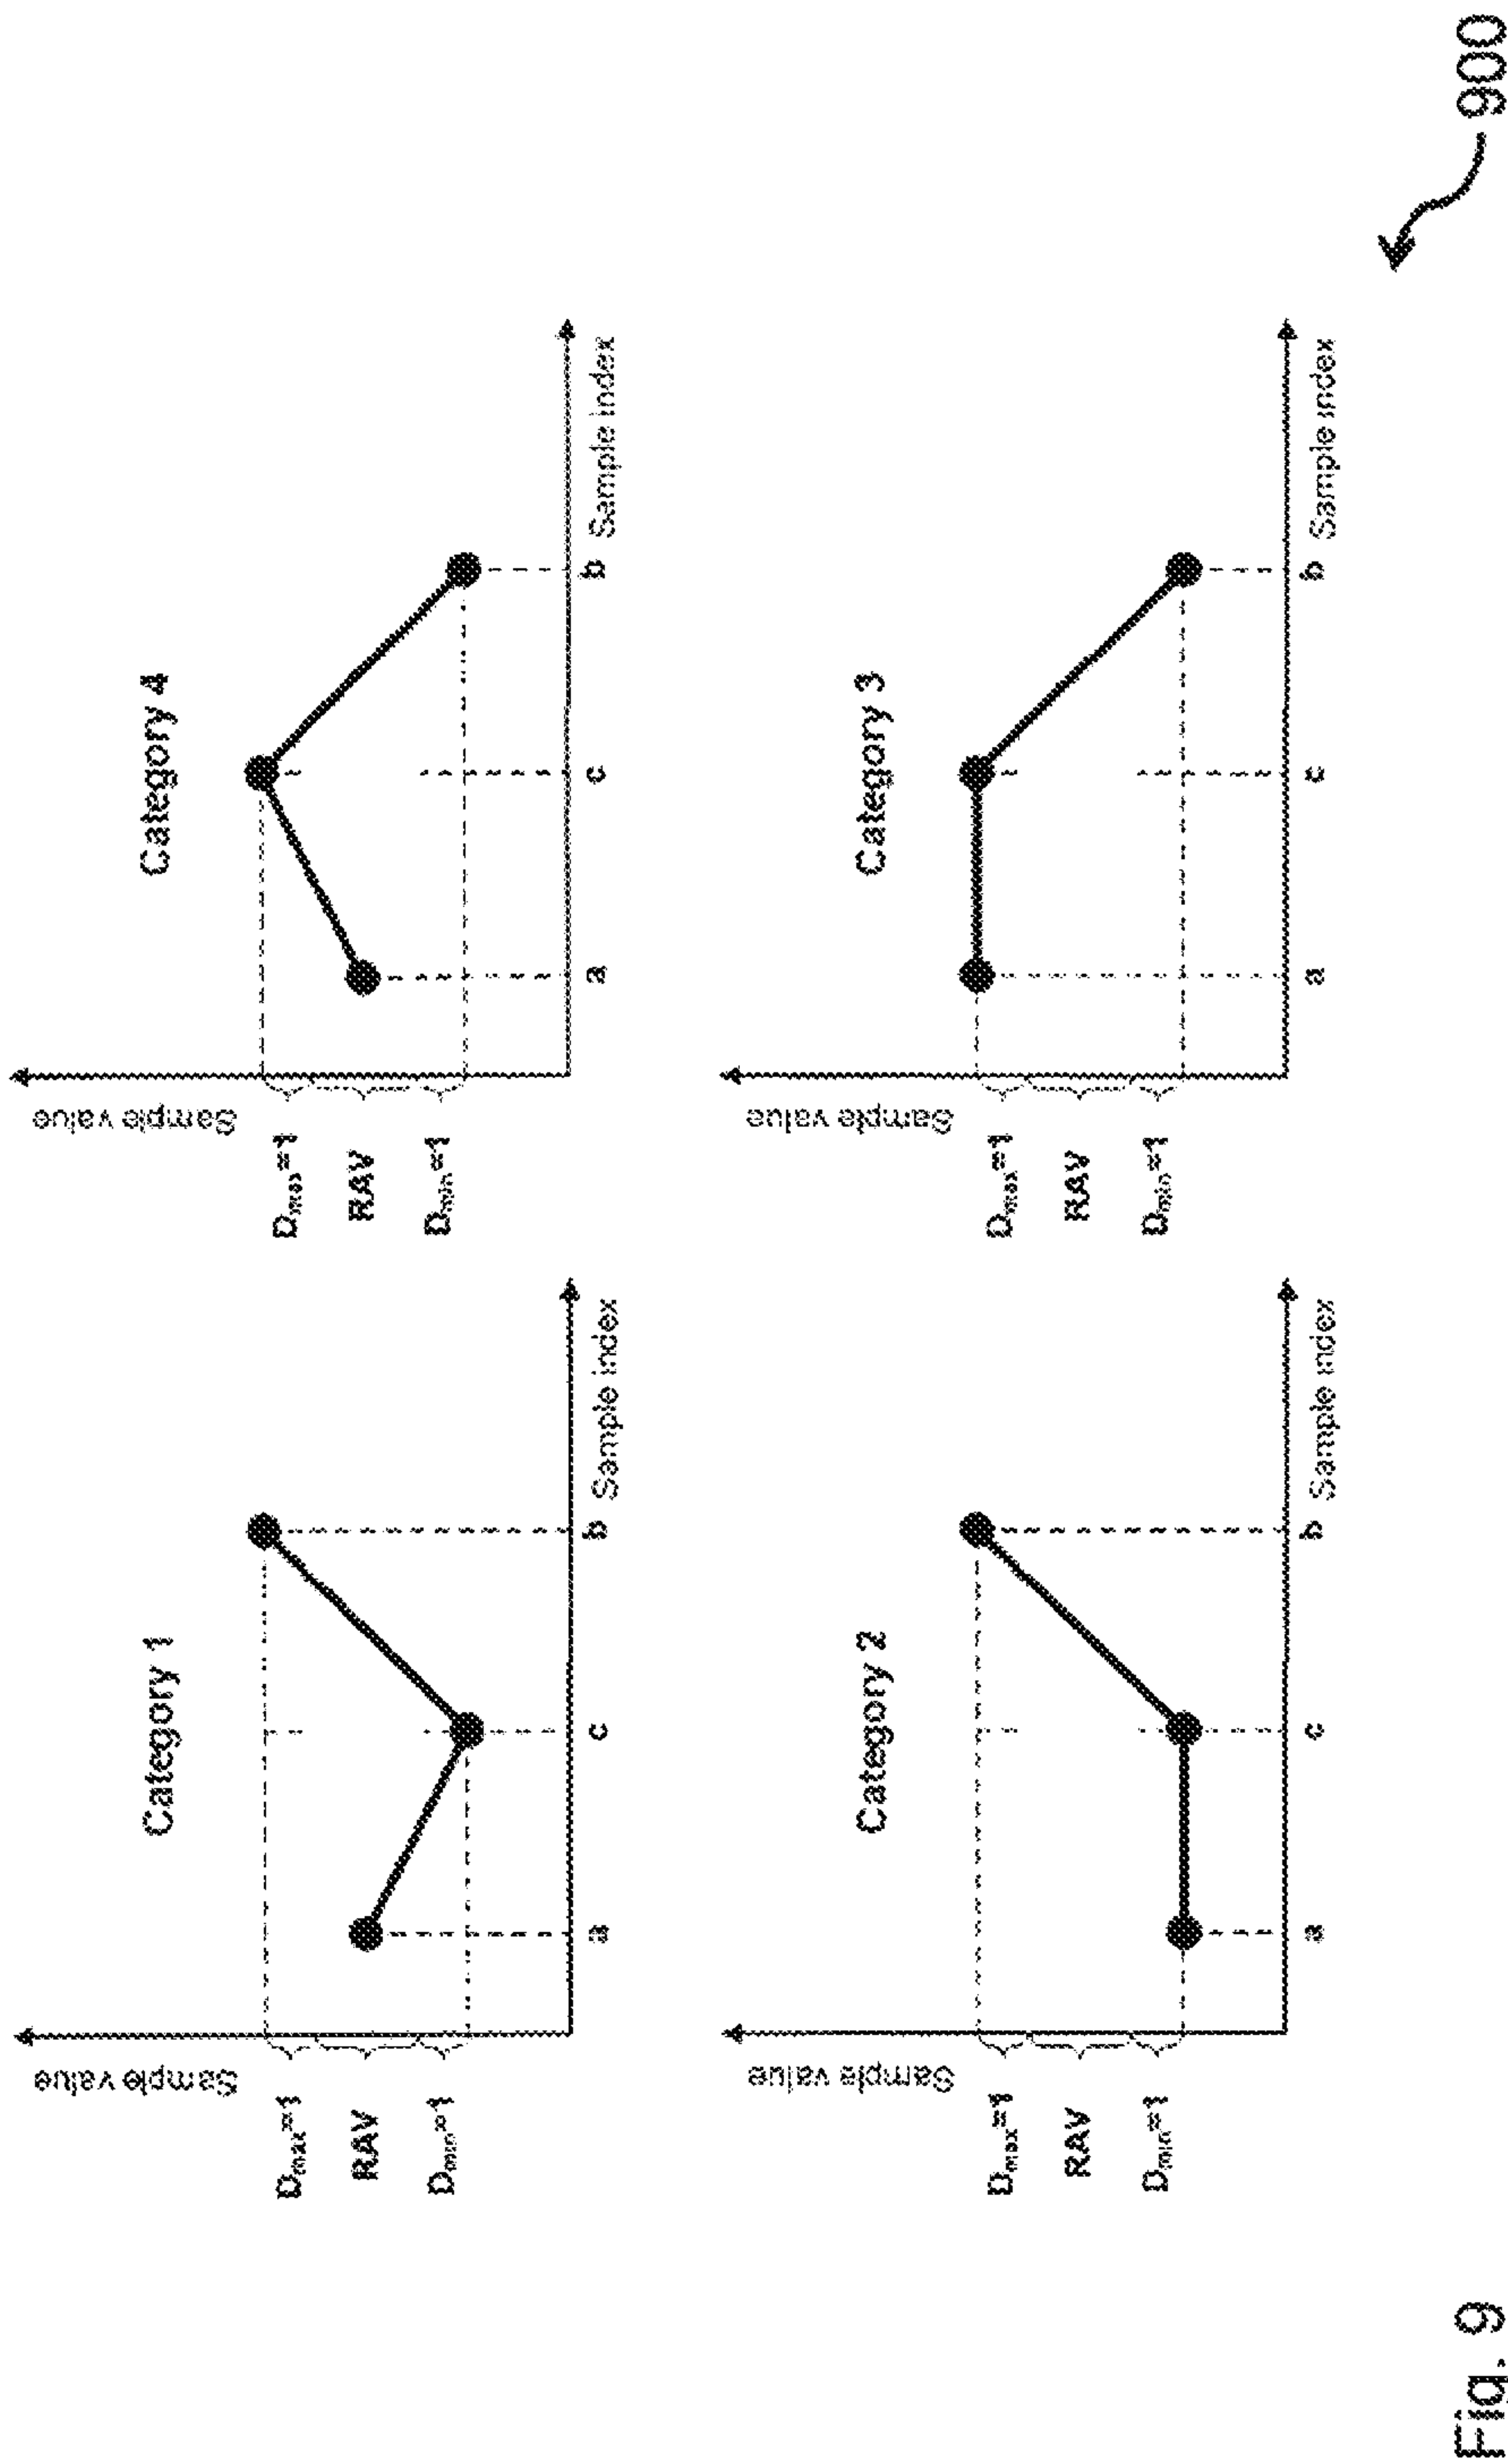 Category 1
Sample value
Dmax=1
RAV
Dmin=1
a
c
b
Sample index
Category 4
Sample value
Dmax=1
RAV
Dmin=1
a
c
b
Sample index
Category 2
Sample value
Dmax=1
RAV
Dmin=1
a
c
b
Sample index
Category 3
Sample value
Dmax=1
RAV
Dmin=1
a
c
b
Sample index
Fig. 9
900